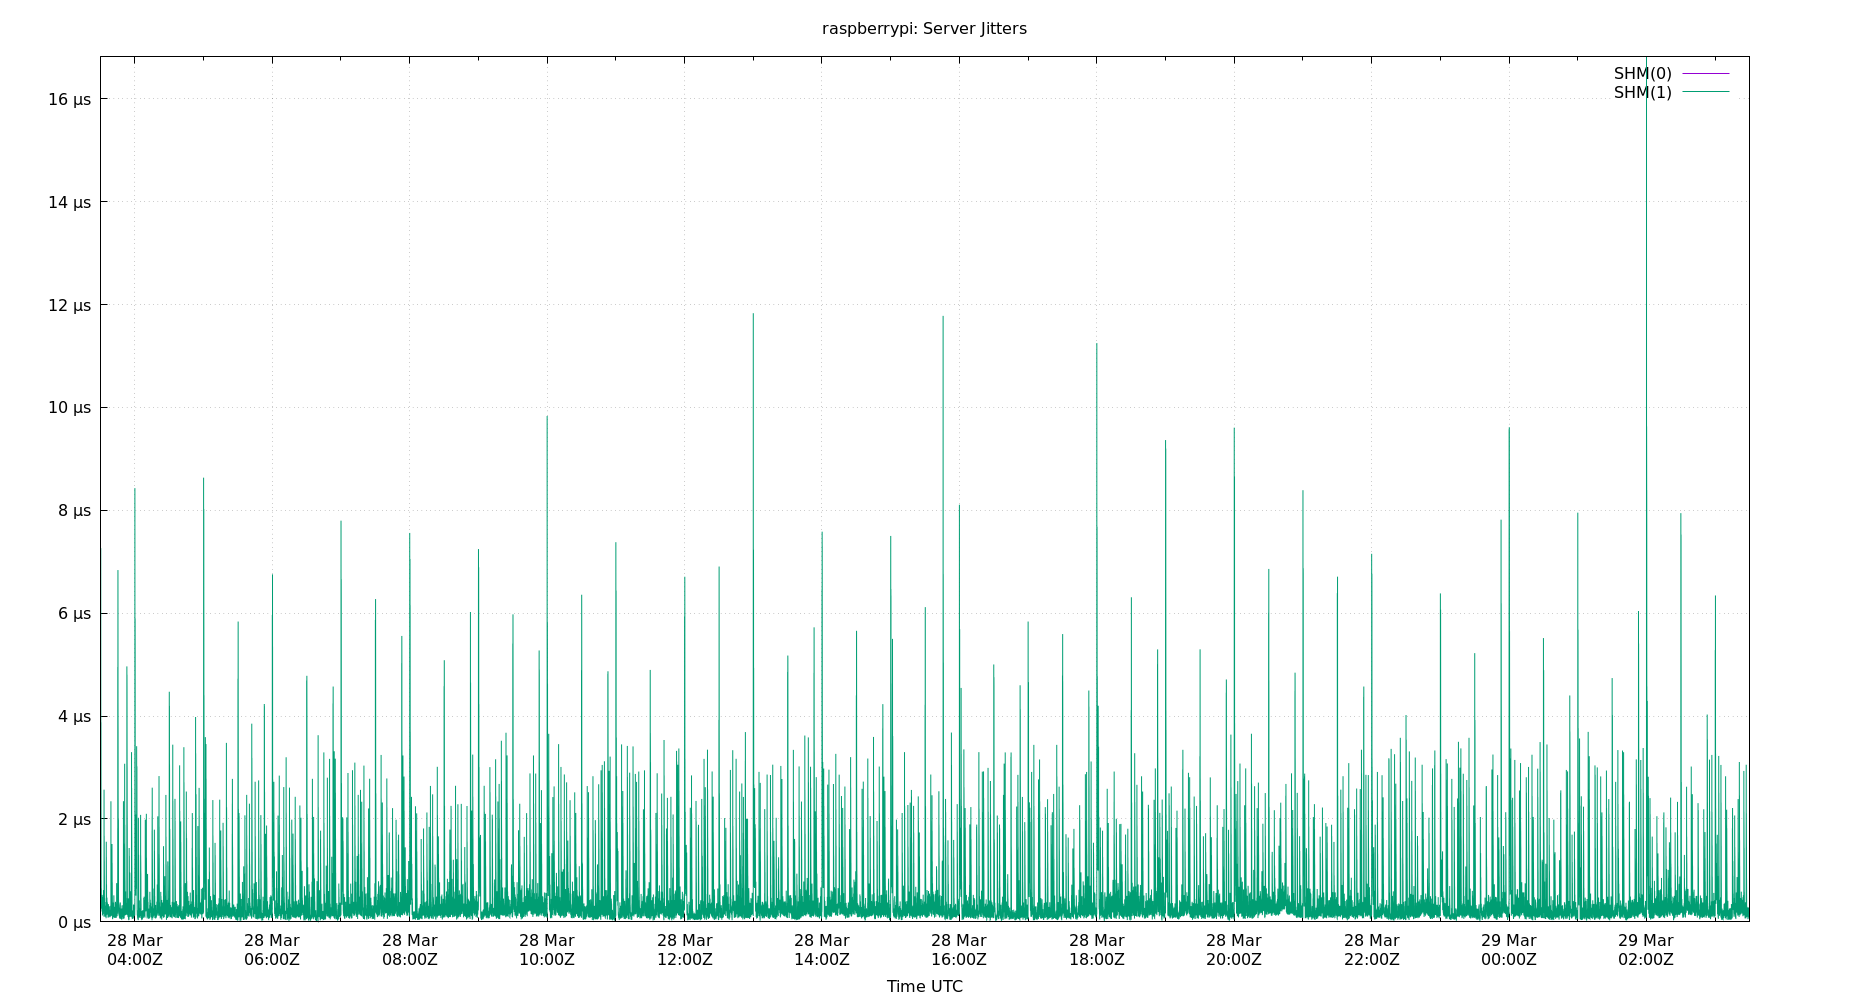 raspberrypi: Server Jitters
SHM(0)
SHM(1)
16 µs
14 µs
12 µs
10 µs
8 µs
6 µs
4 µs
2 µs
0 µs
28 Mar 28 Mar 28 Mar 28 Mar 28 Mar 28 Mar 28 Mar 28 Mar 28 Mar 28 Mar 29 Mar 29 Mar
04:00Z 06:00Z 08:00Z 10:00Z 12:00Z 14:00Z 16:00Z 18:00Z 20:00Z 22:00Z 00:00Z 02:00Z
Time UTC